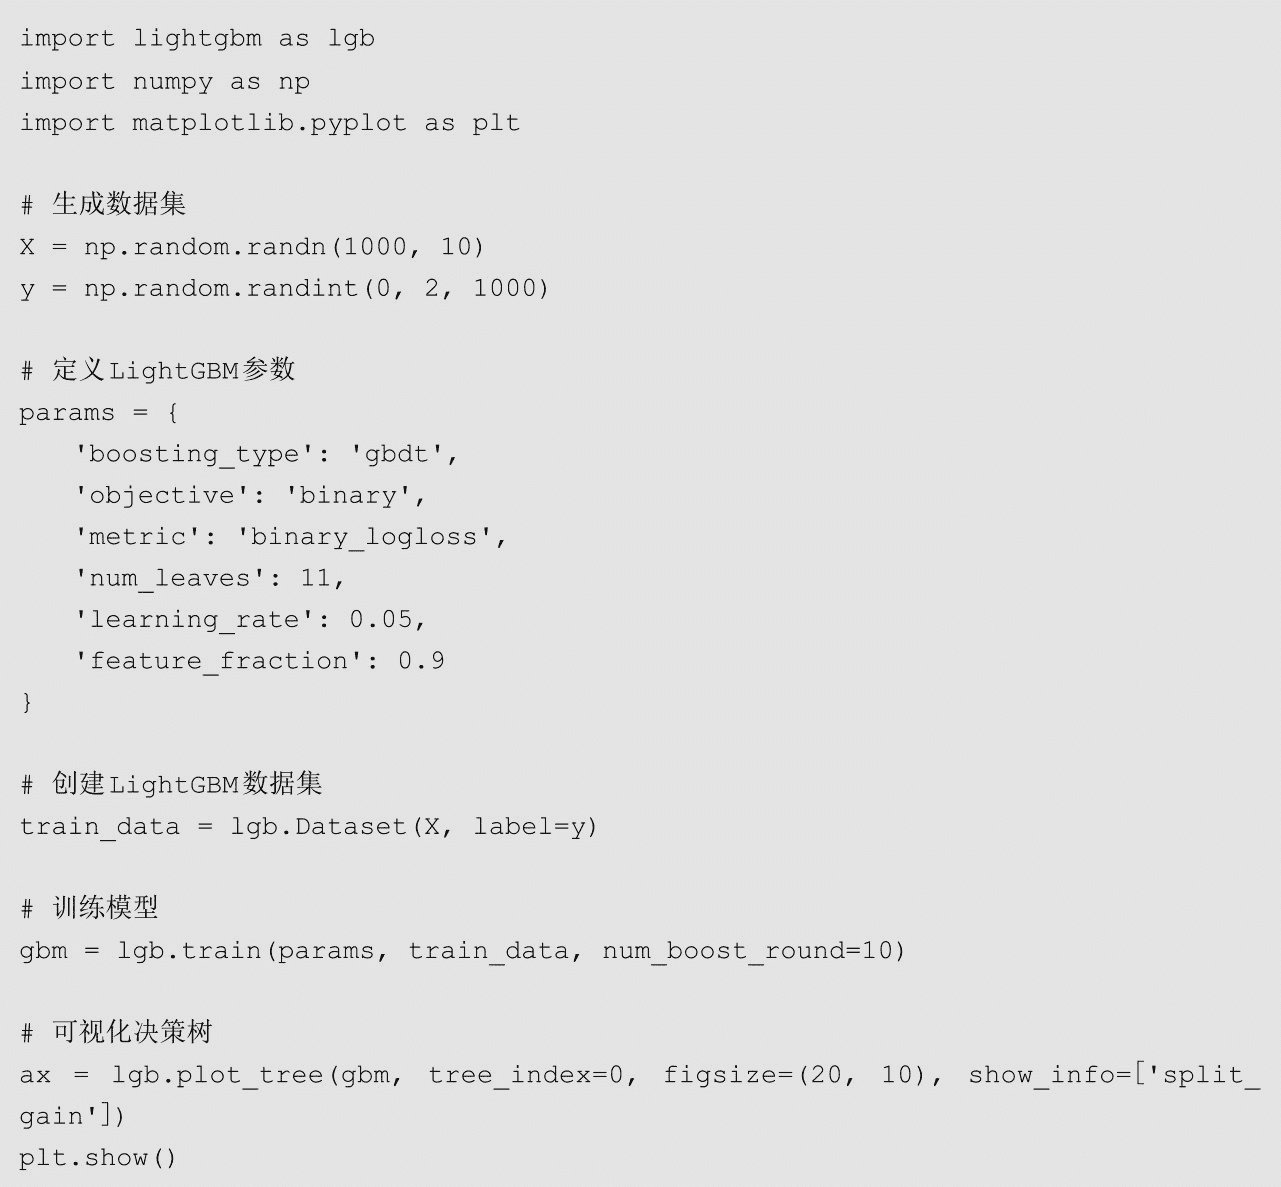 import lightgbm as lgb
import numpy as np
import matplotlib.pyplot as plt
# 生成数据集
X = np.random.randn(1000, 10)
y = np.random.randint(0, 2, 1000)
# 定义LightGBM参数
params = {
    'boosting_type': 'gbdt',
    'objective': 'binary',
    'metric': 'binary_logloss',
    'num_leaves': 11,
    'learning_rate': 0.05,
    'feature_fraction': 0.9
}
# 创建LightGBM数据集
train_data = lgb.Dataset(X, label=y)
# 训练模型
gbm = lgb.train(params, train_data, num_boost_round=10)
# 可视化决策树
ax = lgb.plot_tree(gbm, tree_index=0, figsize=(20, 10), show_info=['split_
gain'])
plt.show()